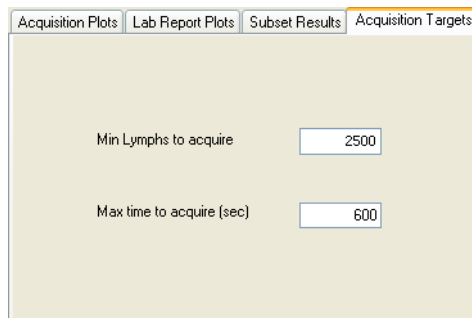 Acquisition Plots Lab Report Plots Subset Results Acquisition Targets
Min Lymphs to acquire 2500
Max time to acquire (sec) 600